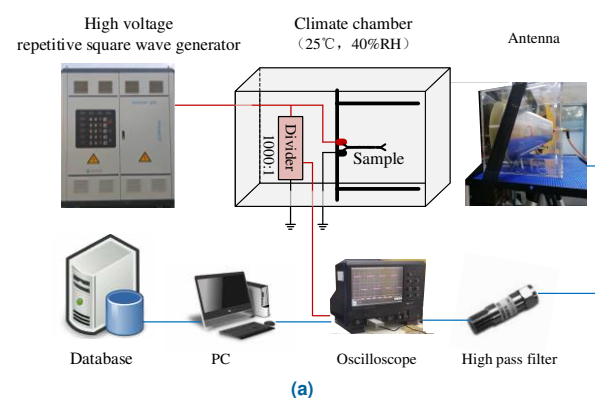 High voltage
repetitive square wave generator
Climate chamber
（25℃，40%RH）
Antenna
Divider
1000:1
Sample
Database
PC
Oscilloscope
High pass filter
(a)